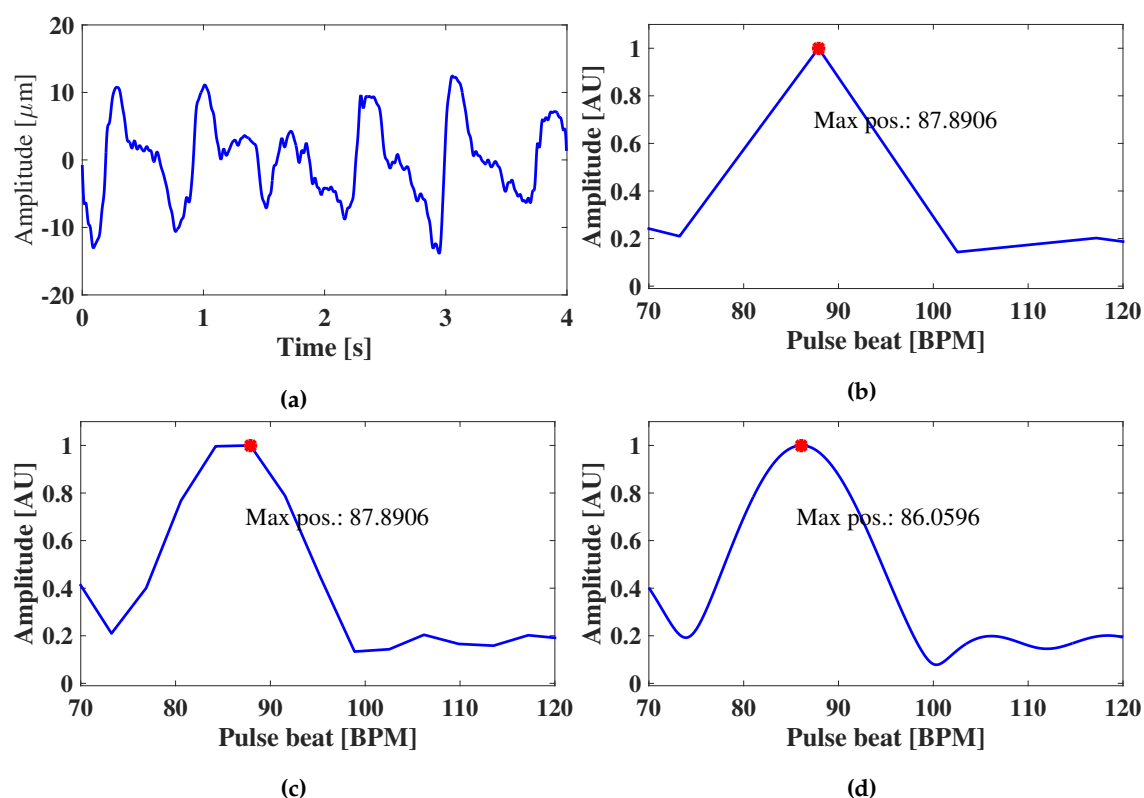 20
10
0
-10
-20
Amplitude [μm]
0 1 2 3 4
Time [s]
(a)
1
0.8
0.6
0.4
0.2
0
Amplitude [AU]
Max pos.: 87.8906
70 80 90 100 110 120
Pulse beat [BPM]
(b)
1
0.8
0.6
0.4
0.2
0
Amplitude [AU]
Max pos.: 87.8906
70 80 90 100 110 120
Pulse beat [BPM]
(c)
1
0.8
0.6
0.4
0.2
0
Amplitude [AU]
Max pos.: 86.0596
70 80 90 100 110 120
Pulse beat [BPM]
(d)